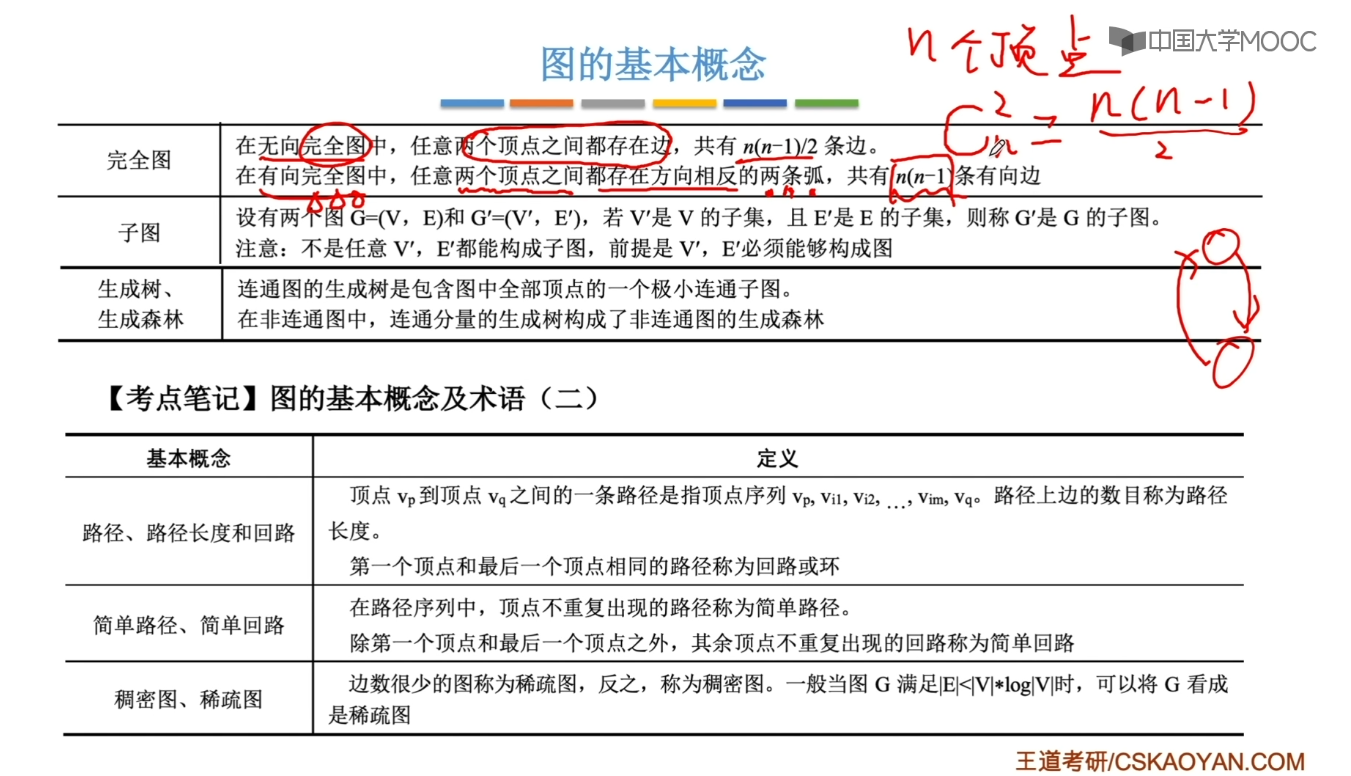 图的基本概念
中国大学MOOC
n个顶点
C²ₙ = n(n-1)/2
完全图
在无向完全图中，任意两个顶点之间都存在边，共有 n(n−1)/2 条边。
在有向完全图中，任意两个顶点之间都存在方向相反的两条弧，共有 n(n−1)条有向边
子图
设有两个图 G=(V，E)和 G′=(V′，E′)，若 V′是 V 的子集，且 E′是 E 的子集，则称 G′是 G 的子图。
注意：不是任意 V′，E′都能构成子图，前提是 V′，E′必须能够构成图
生成树、
生成森林
连通图的生成树是包含图中全部顶点的一个极小连通子图。
在非连通图中，连通分量的生成树构成了非连通图的生成森林
【考点笔记】图的基本概念及术语（二）
基本概念 定义
路径、路径长度和回路
顶点 vp 到顶点 vq 之间的一条路径是指顶点序列 vp, vi1, vi2, …, vim, vq。路径上边的数目称为路径
长度。
第一个顶点和最后一个顶点相同的路径称为回路或环
简单路径、简单回路
在路径序列中，顶点不重复出现的路径称为简单路径。
除第一个顶点和最后一个顶点之外，其余顶点不重复出现的回路称为简单回路
稠密图、稀疏图
边数很少的图称为稀疏图，反之，称为稠密图。一般当图 G 满足|E|<|V|*log|V|时，可以将 G 看成
是稀疏图
王道考研/CSKAOYAN.COM